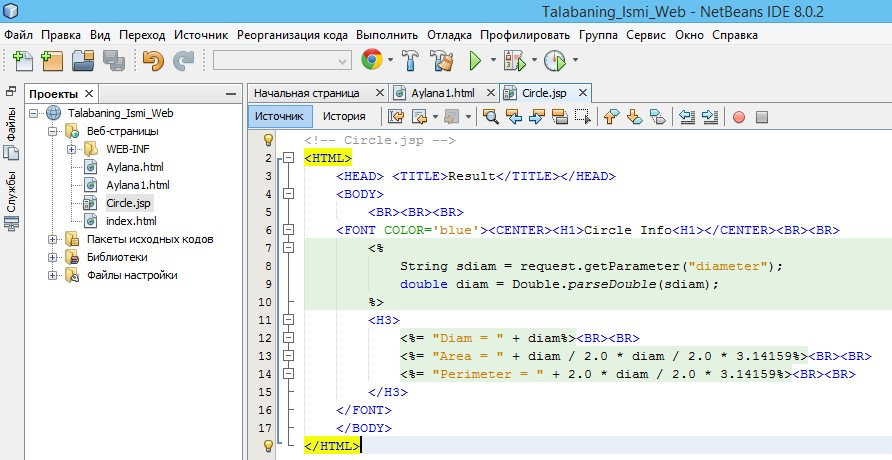 Talabaning_Ismi_Web - NetBeans IDE 8.0.2
Файл Правка Вид Переход Источник Реорганизация кода Выполнить Отладка Профилировать Группа Сервис Окно Справка
Проекты
Файлы
Службы
Talabaning_Ismi_Web
Веб-страницы
WEB-INF
Aylana.html
Aylana1.html
Circle.jsp
index.html
Пакеты исходных кодов
Библиотеки
Файлы настройки
Начальная страница Aylana1.html Circle.jsp
Источник История
<!-- Circle.jsp -->
2 <HTML>
3 <HEAD> <TITLE>Result</TITLE></HEAD>
4 <BODY>
5 <BR><BR><BR>
6 <FONT COLOR='blue'><CENTER><H1>Circle Info<H1></CENTER><BR><BR>
7 <%
8 String sdiam = request.getParameter("diameter");
9 double diam = Double.parseDouble(sdiam);
10 %>
11 <H3>
12 <%= "Diam = " + diam%><BR><BR>
13 <%= "Area = " + diam / 2.0 * diam / 2.0 * 3.14159%><BR><BR>
14 <%= "Perimeter = " + 2.0 * diam / 2.0 * 3.14159%><BR><BR>
15 </H3>
16 </FONT>
17 </BODY>
</HTML>